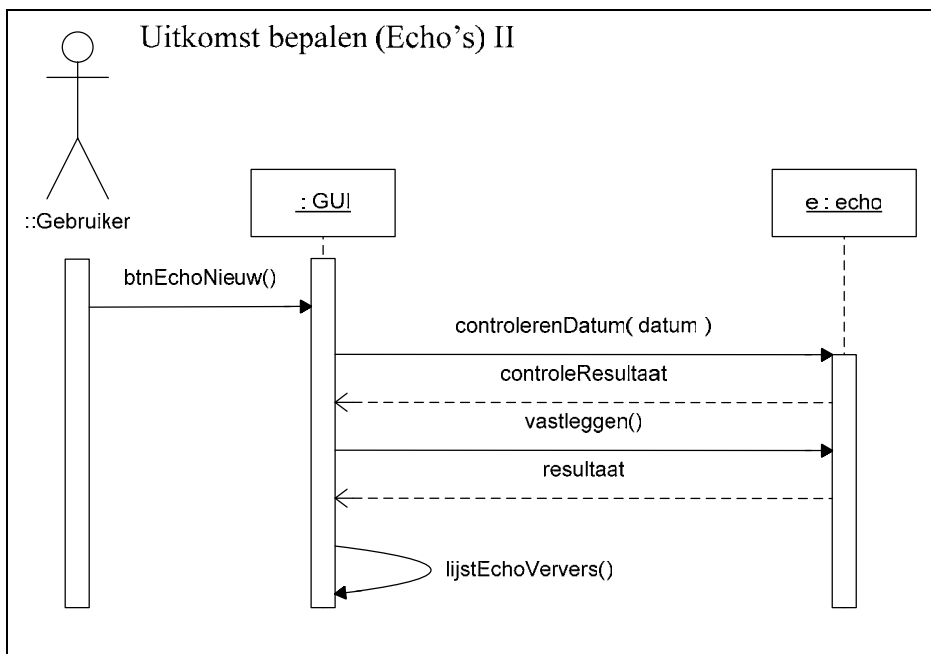 Uitkomst bepalen (Echo's) II
::Gebruiker
: GUI
e : echo
btnEchoNieuw()
controlerenDatum( datum )
controleResultaat
vastleggen()
resultaat
lijstEchoVervers()